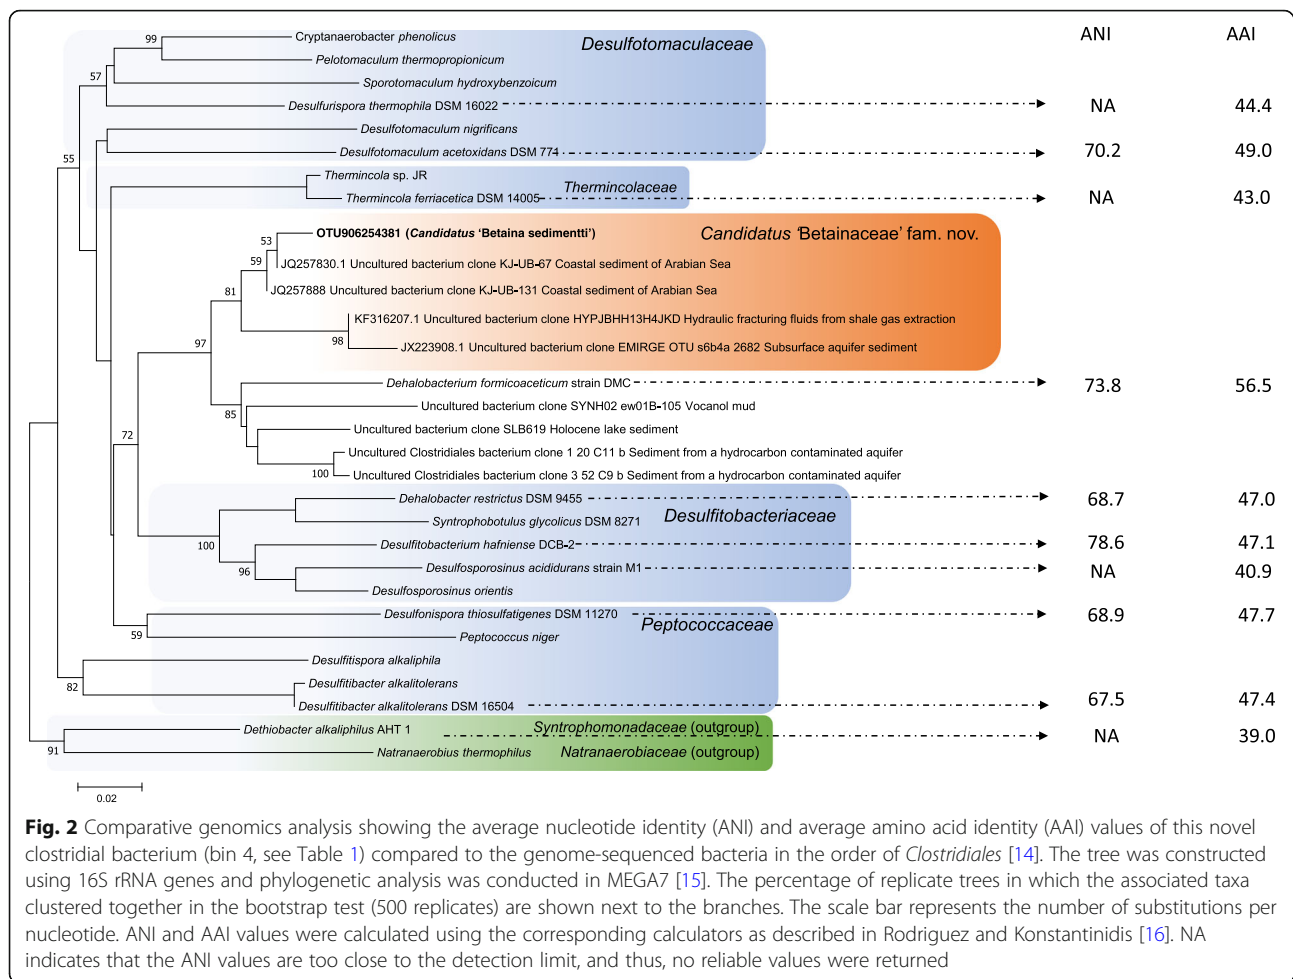 ANI AAI
Cryptanaerobacter phenolicus
99
Desulfotomaculaceae
Pelotomaculum thermopropionicum
57
Sporotomaculum hydroxybenzoicum
Desulfurispora thermophila DSM 16022 NA 44.4
Desulfotomaculum nigrificans
55
Desulfotomaculum acetoxidans DSM 771 70.2 49.0
Thermincola sp. JR
Thermincolaceae
Thermincola ferriacetica DSM 14005 NA 43.0
OTU906254381 (Candidatus ‘Betaina sedimentti’)
Candidatus ‘Betainaceae’ fam. nov.
53
59
JQ257830.1 Uncultured bacterium clone KJ-UB-67 Coastal sediment of Arabian Sea
81
JQ257888 Uncultured bacterium clone KJ-UB-131 Coastal sediment of Arabian Sea
KF316207.1 Uncultured bacterium clone HYPJBHH13H4JKD Hydraulic fracturing fluids from shale gas extraction
98
97
JX223908.1 Uncultured bacterium clone EMIRGE OTU s6b4a 2682 Subsurface aquifer sediment
Dehalobacterium formicoaceticum strain DMC 73.8 56.5
85
Uncultured bacterium clone SYNH02 ew01B-105 Vocanol mud
72
Uncultured bacterium clone SLB619 Holocene lake sediment
Uncultured Clostridiales bacterium clone 1 20 C11 b Sediment from a hydrocarbon contaminated aquifer
100
Uncultured Clostridiales bacterium clone 3 52 C9 b Sediment from a hydrocarbon contaminated aquifer
Dehalobacter restrictus DSM 9455 68.7 47.0
Desulfitobacteriaceae
Syntrophobotulus glycolicus DSM 8271
100
Desulfitobacterium hafniense DCB-2 78.6 47.1
96
Desulfosporosinus acididurans strain M1 NA 40.9
Desulfosporosinus orientis
Desulfonispora thiosulfatigenes DSM 11270 68.9 47.7
Peptococcaceae
59
Peptococcus niger
Desulfitispora alkaliphila
82
Desulfitibacter alkalitolerans
Desulfitibacter alkalitolerans DSM 16504 67.5 47.4
Dethiobacter alkaliphilus AHT 1 Syntrophomonadaceae (outgroup) NA 39.0
91
Natranaerobius thermophilus Natranaerobiaceae (outgroup)
0.02
Fig. 2 Comparative genomics analysis showing the average nucleotide identity (ANI) and average amino acid identity (AAI) values of this novel
clostridial bacterium (bin 4, see Table 1) compared to the genome-sequenced bacteria in the order of Clostridiales [14]. The tree was constructed
using 16S rRNA genes and phylogenetic analysis was conducted in MEGA7 [15]. The percentage of replicate trees in which the associated taxa
clustered together in the bootstrap test (500 replicates) are shown next to the branches. The scale bar represents the number of substitutions per
nucleotide. ANI and AAI values were calculated using the corresponding calculators as described in Rodriguez and Konstantinidis [16]. NA
indicates that the ANI values are too close to the detection limit, and thus, no reliable values were returned